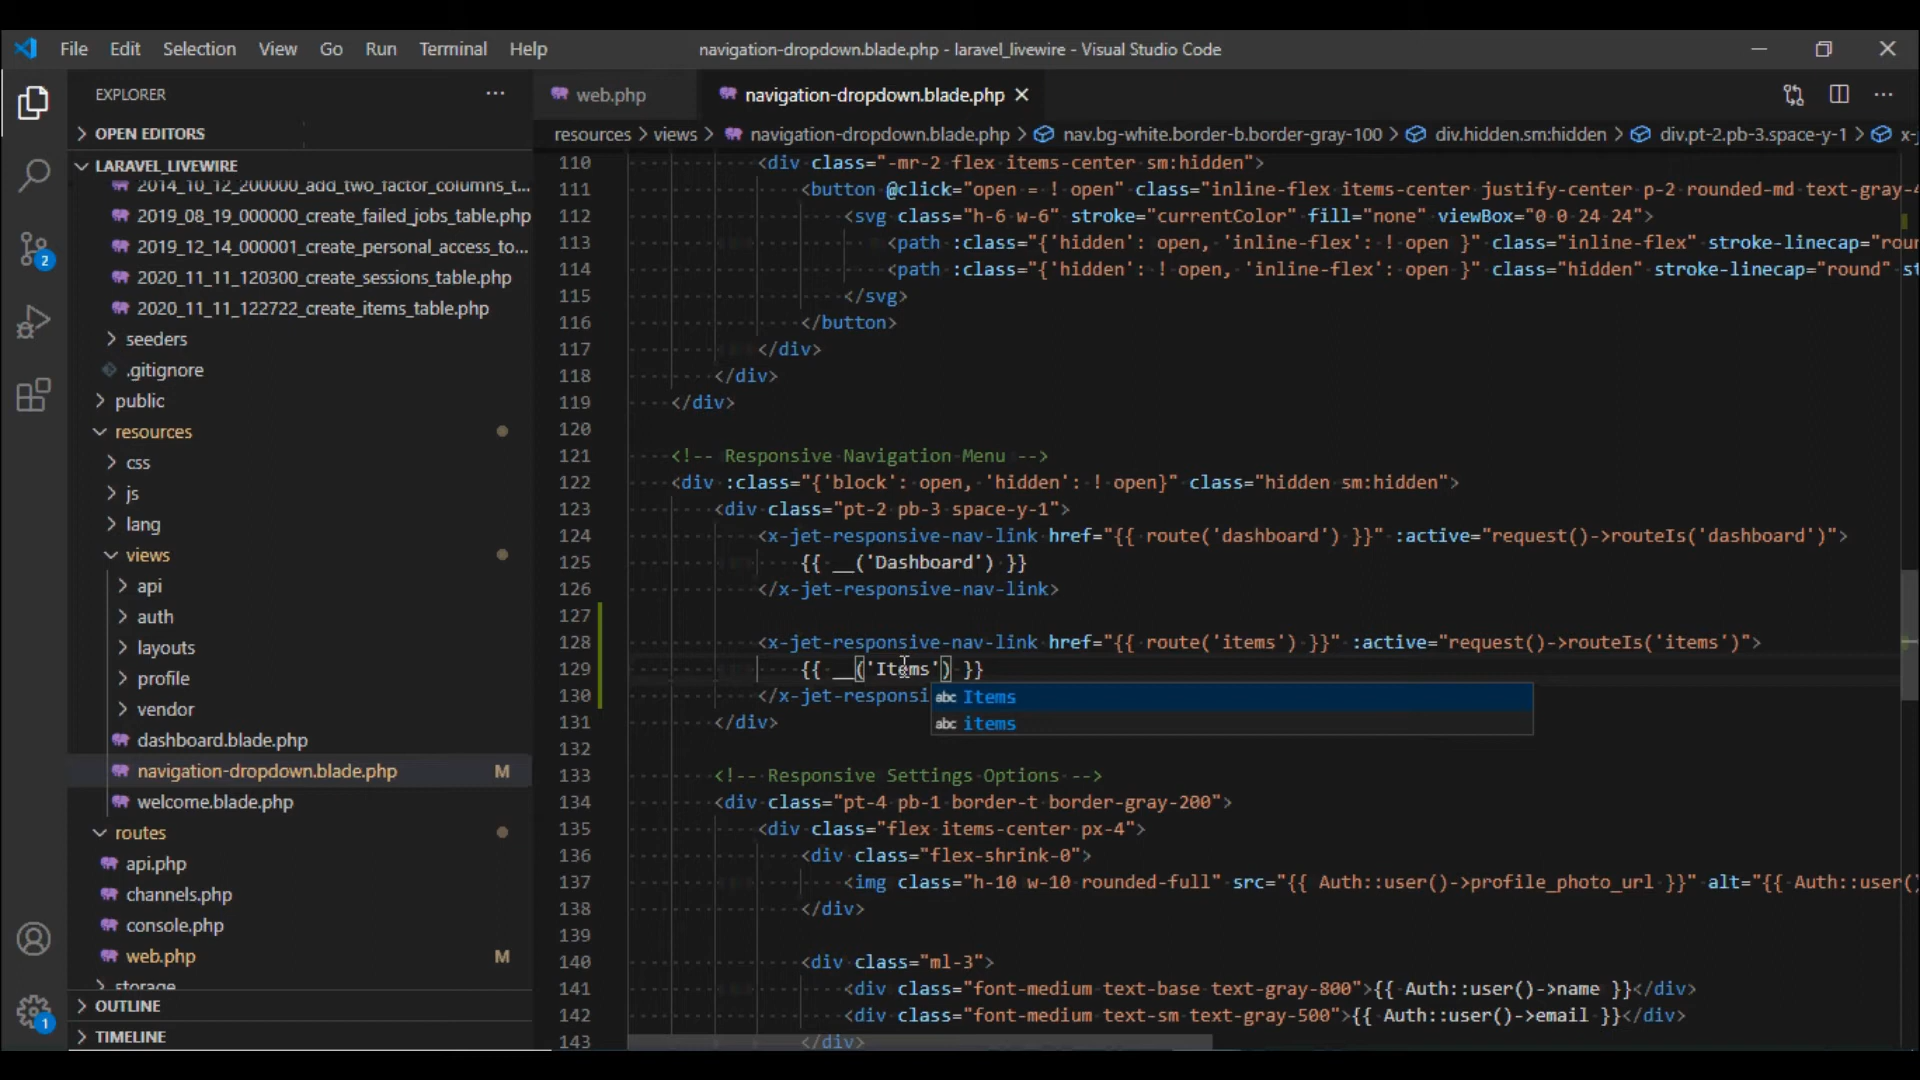 File Edit Selection View Go Run Terminal Help
navigation-dropdown.blade.php - laravel_livewire - Visual Studio Code
EXPLORER
OPEN EDITORS
LARAVEL_LIVEWIRE
2014_10_12_200000_add_two_factor_columns_t...
2019_08_19_000000_create_failed_jobs_table.php
2019_12_14_000001_create_personal_access_to...
2020_11_11_120300_create_sessions_table.php
2020_11_11_122722_create_items_table.php
seeders
.gitignore
public
resources
css
js
lang
views
api
auth
layouts
profile
vendor
dashboard.blade.php
navigation-dropdown.blade.php M
welcome.blade.php
routes
api.php
channels.php
console.php
web.php M
storage
OUTLINE
TIMELINE
2
1
web.php navigation-dropdown.blade.php
resources > views > navigation-dropdown.blade.php > nav.bg-white.border-b.border-gray-100 > div.hidden.sm:hidden > div.pt-2.pb-3.space-y-1 > x-j
110 <div class="-mr-2 flex items-center sm:hidden">
111 <button @click="open = ! open" class="inline-flex items-center justify-center p-2 rounded-md text-gray-4
112 <svg class="h-6 w-6" stroke="currentColor" fill="none" viewBox="0 0 24 24">
113 <path :class="{'hidden': open, 'inline-flex': ! open }" class="inline-flex" stroke-linecap="roun
114 <path :class="{'hidden': ! open, 'inline-flex': open }" class="hidden" stroke-linecap="round" st
115 </svg>
116 </button>
117 </div>
118 </div>
119 </div>
120
121 <!-- Responsive Navigation Menu -->
122 <div :class="{'block': open, 'hidden': ! open}" class="hidden sm:hidden">
123 <div class="pt-2 pb-3 space-y-1">
124 <x-jet-responsive-nav-link href="{{ route('dashboard') }}" :active="request()->routeIs('dashboard')">
125 {{ __('Dashboard') }}
126 </x-jet-responsive-nav-link>
127
128 <x-jet-responsive-nav-link href="{{ route('items') }}" :active="request()->routeIs('items')">
129 {{ __('Items') }}
130 </x-jet-responsi
abc Items
131 </div>
abc items
132
133 <!-- Responsive Settings Options -->
134 <div class="pt-4 pb-1 border-t border-gray-200">
135 <div class="flex items-center px-4">
136 <div class="flex-shrink-0">
137 <img class="h-10 w-10 rounded-full" src="{{ Auth::user()->profile_photo_url }}" alt="{{ Auth::user()
138 </div>
139
140 <div class="ml-3">
141 <div class="font-medium text-base text-gray-800">{{ Auth::user()->name }}</div>
142 <div class="font-medium text-sm text-gray-500">{{ Auth::user()->email }}</div>
143 </div>